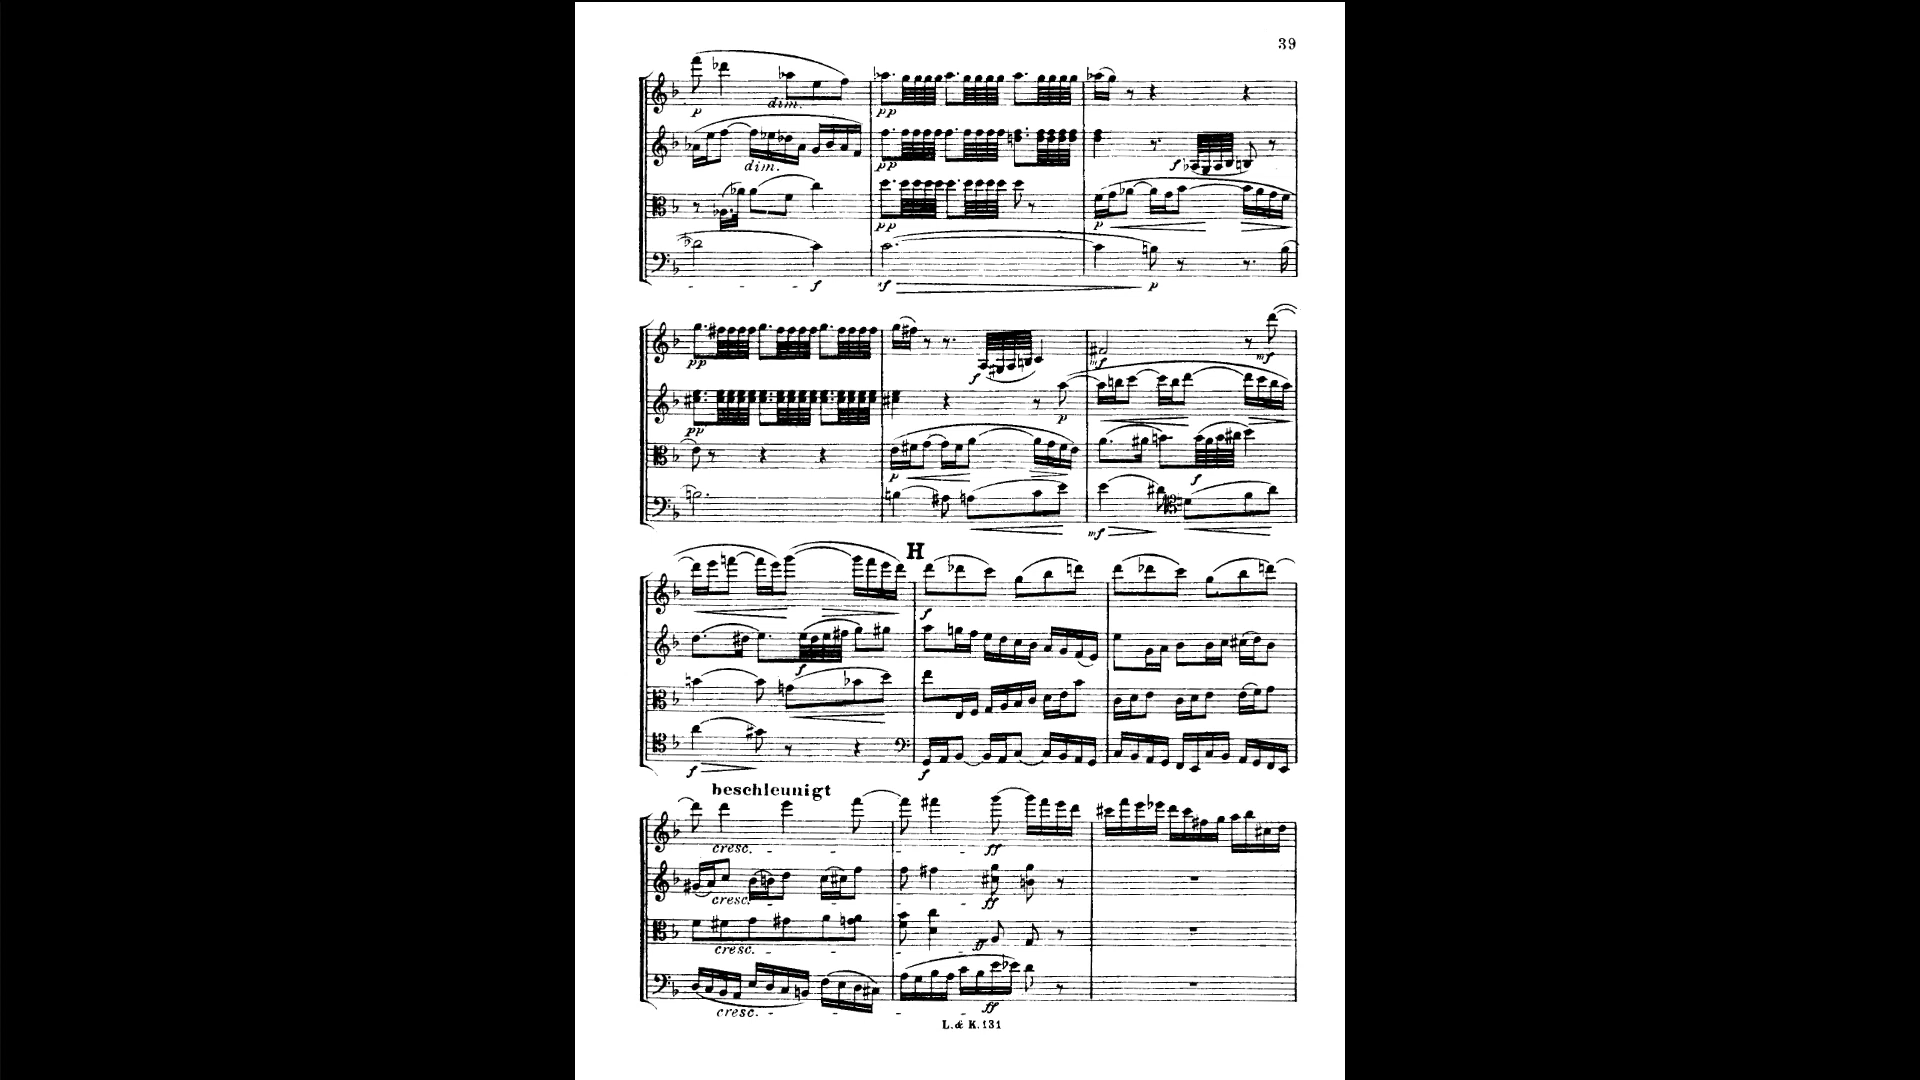 39
p dim. pp
dim. pp f
pp p
f sf p
pp f mf mf
pp p
p f
mf
H
f
f
f f
beschleunigt
cresc. ff
cresc. ff
cresc. ff
cresc. ff
L. & K. 131